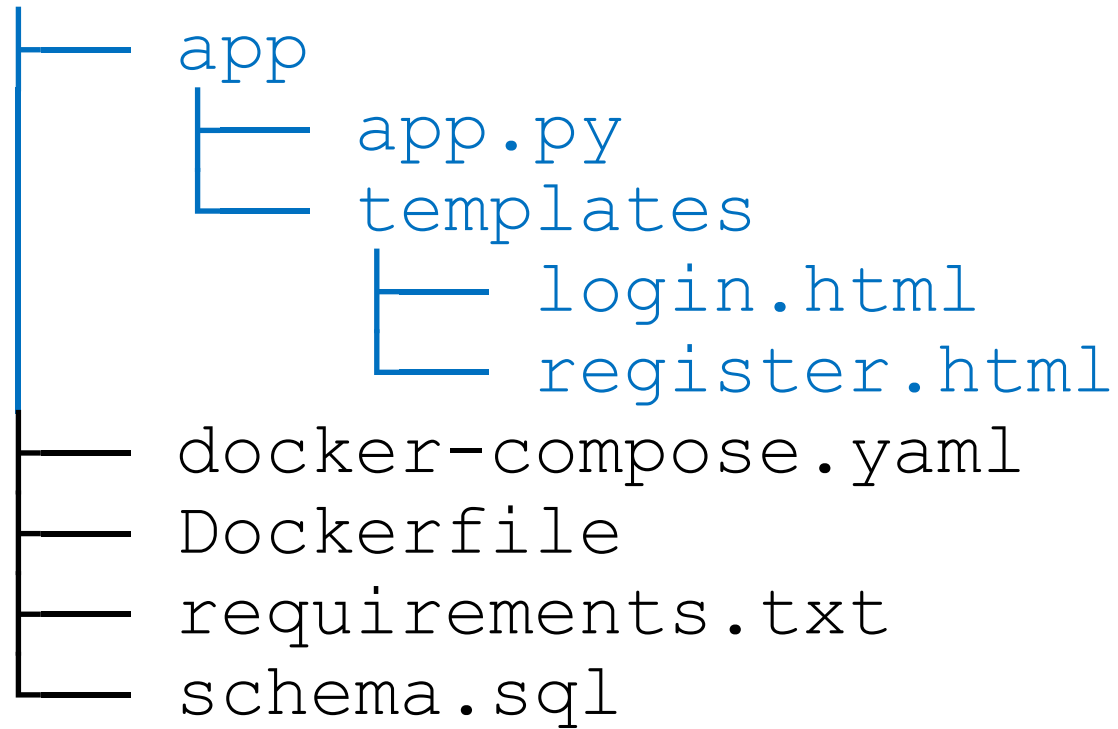 app
app.py
templates
login.html
register.html
docker-compose.yaml
Dockerfile
requirements.txt
schema.sql